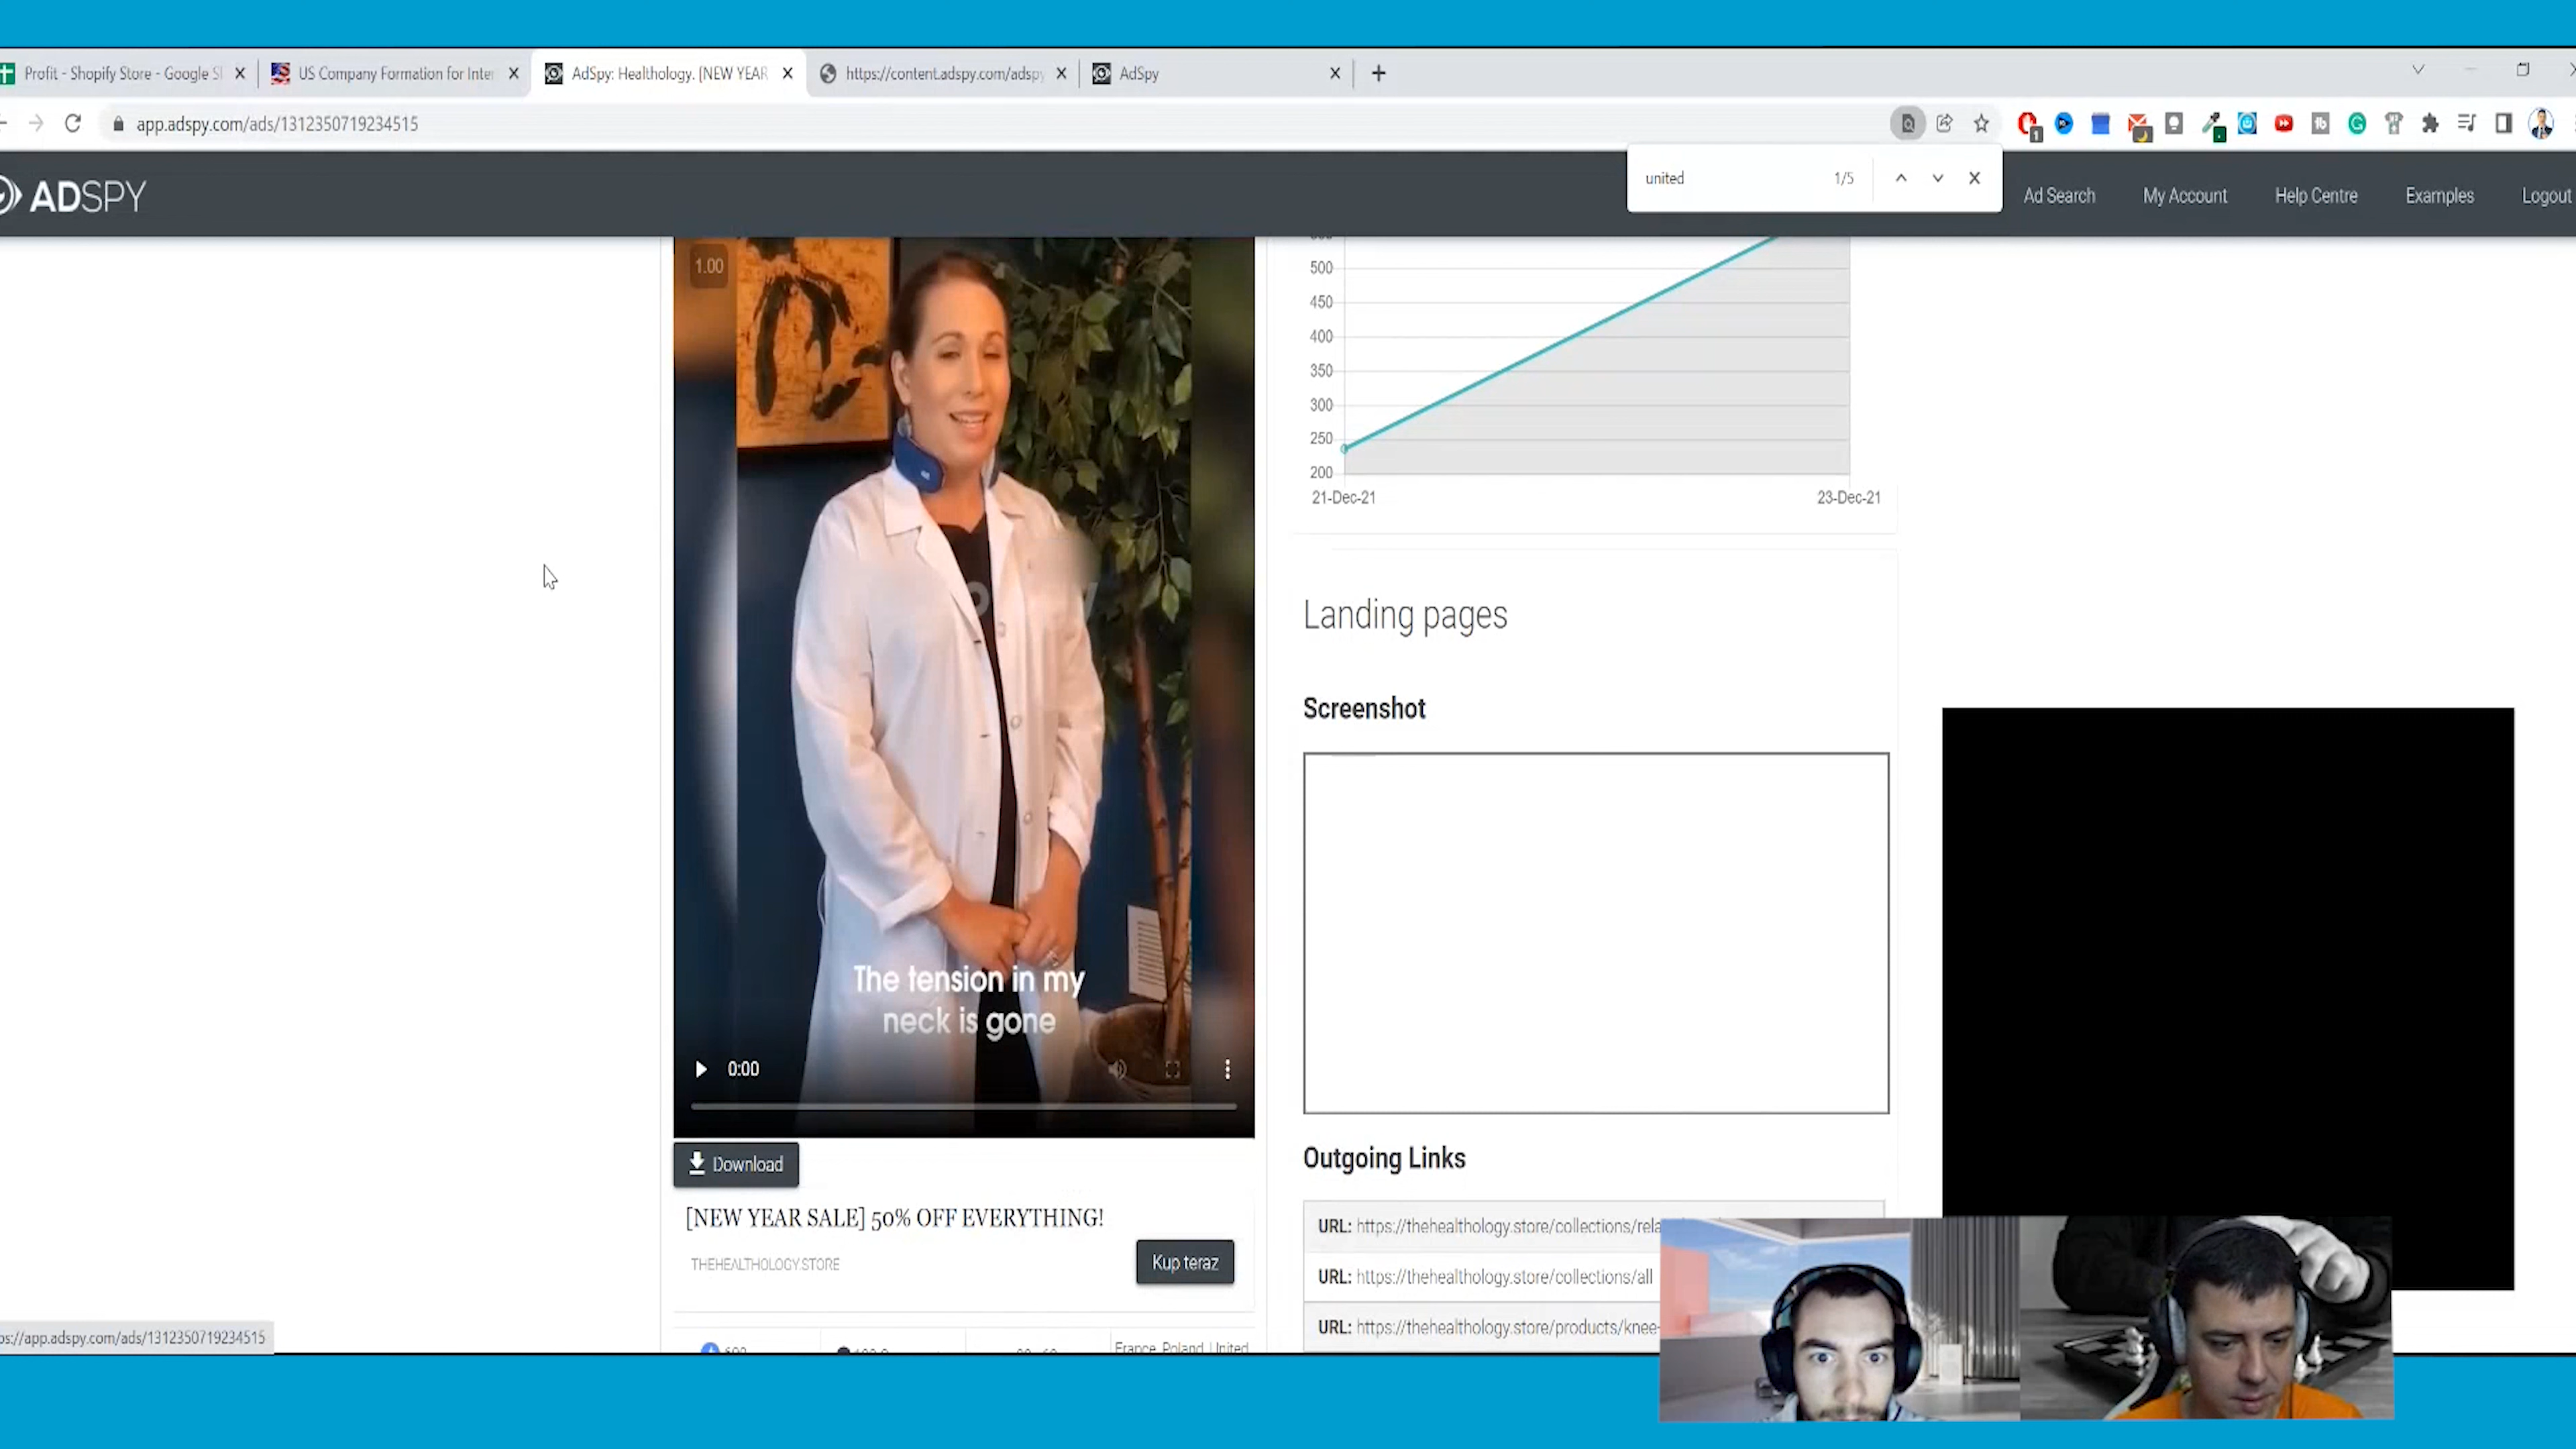 Profit - Shopify Store - Google S
US Company Formation for Inte
AdSpy: Healthology. [NEW YEAR
https://content.adspy.com/adspy
AdSpy
app.adspy.com/ads/1312350719234515
united
1/5
ADSPY
Ad Search
My Account
Help Centre
Examples
Logout
1.00
500
450
400
350
300
250
200
21-Dec-21
23-Dec-21
Landing pages
Screenshot
The tension in my
neck is gone
0:00
Download
[NEW YEAR SALE] 50% OFF EVERYTHING!
THEHEALTHOLOGY.STORE
Kup teraz
Outgoing Links
URL: https://thehealthology.store/collections/rela
URL: https://thehealthology.store/collections/all
URL: https://thehealthology.store/products/knee-
France, Poland, United
ps://app.adspy.com/ads/1312350719234515